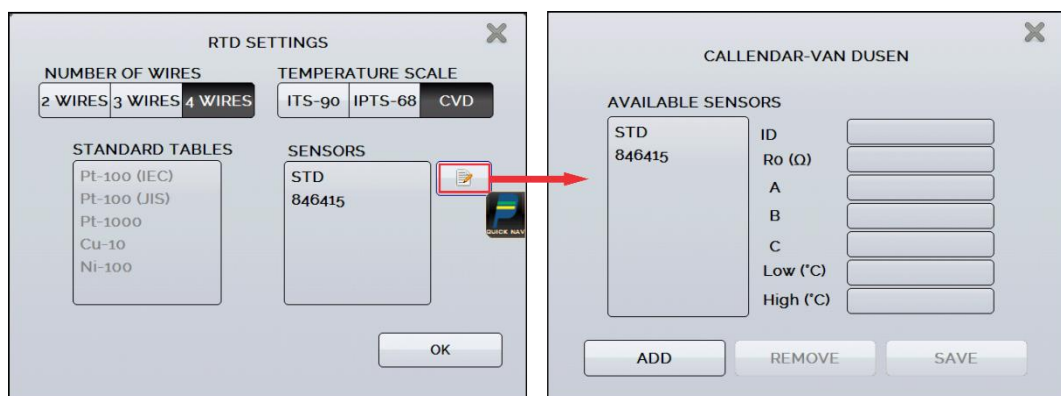 RTD SETTINGS
NUMBER OF WIRES
2 WIRES 3 WIRES 4 WIRES
TEMPERATURE SCALE
ITS-90 IPTS-68 CVD
STANDARD TABLES
Pt-100 (IEC)
Pt-100 (JIS)
Pt-1000
Cu-10
Ni-100
SENSORS
STD
846415
QUICK NAV
OK
CALLENDAR-VAN DUSEN
AVAILABLE SENSORS
STD
846415
ID
Ro (Ω)
A
B
C
Low (°C)
High (°C)
ADD
REMOVE
SAVE